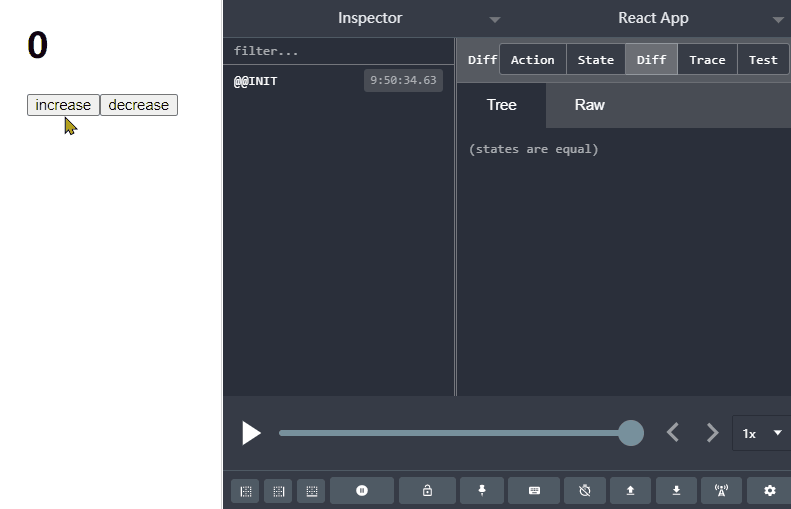 0
increase decrease
Inspector React App
filter...
@@INIT 9:50:34.63
Diff Action State Diff Trace Test
Tree Raw
(states are equal)
1x